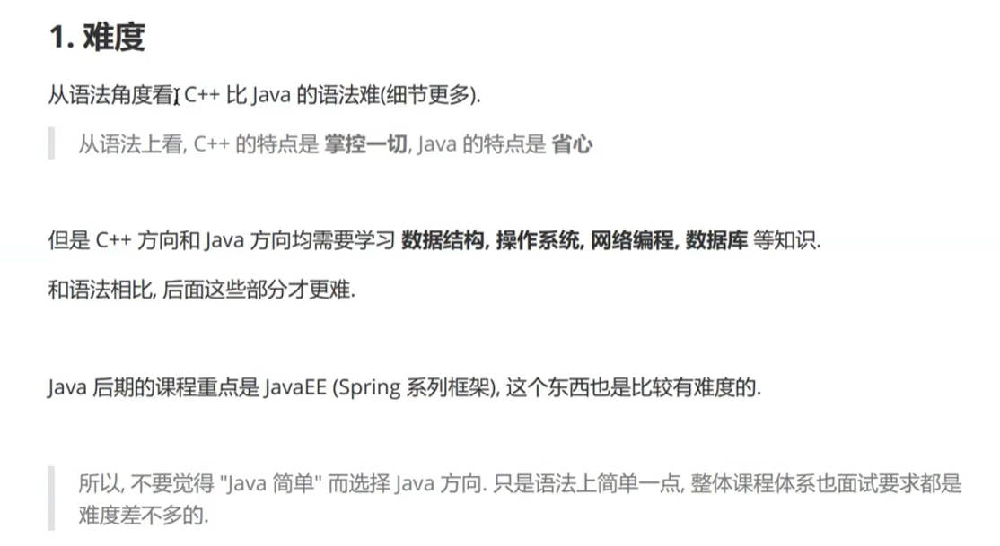 1. 难度
从语法角度看, C++ 比 Java 的语法难(细节更多).
从语法上看, C++ 的特点是 掌控一切, Java 的特点是 省心
但是 C++ 方向和 Java 方向均需要学习 数据结构, 操作系统, 网络编程, 数据库 等知识.
和语法相比, 后面这些部分才更难.
Java 后期的课程重点是 JavaEE (Spring 系列框架), 这个东西也是比较有难度的.
所以, 不要觉得 "Java 简单" 而选择 Java 方向. 只是语法上简单一点, 整体课程体系也面试要求都是
难度差不多的.